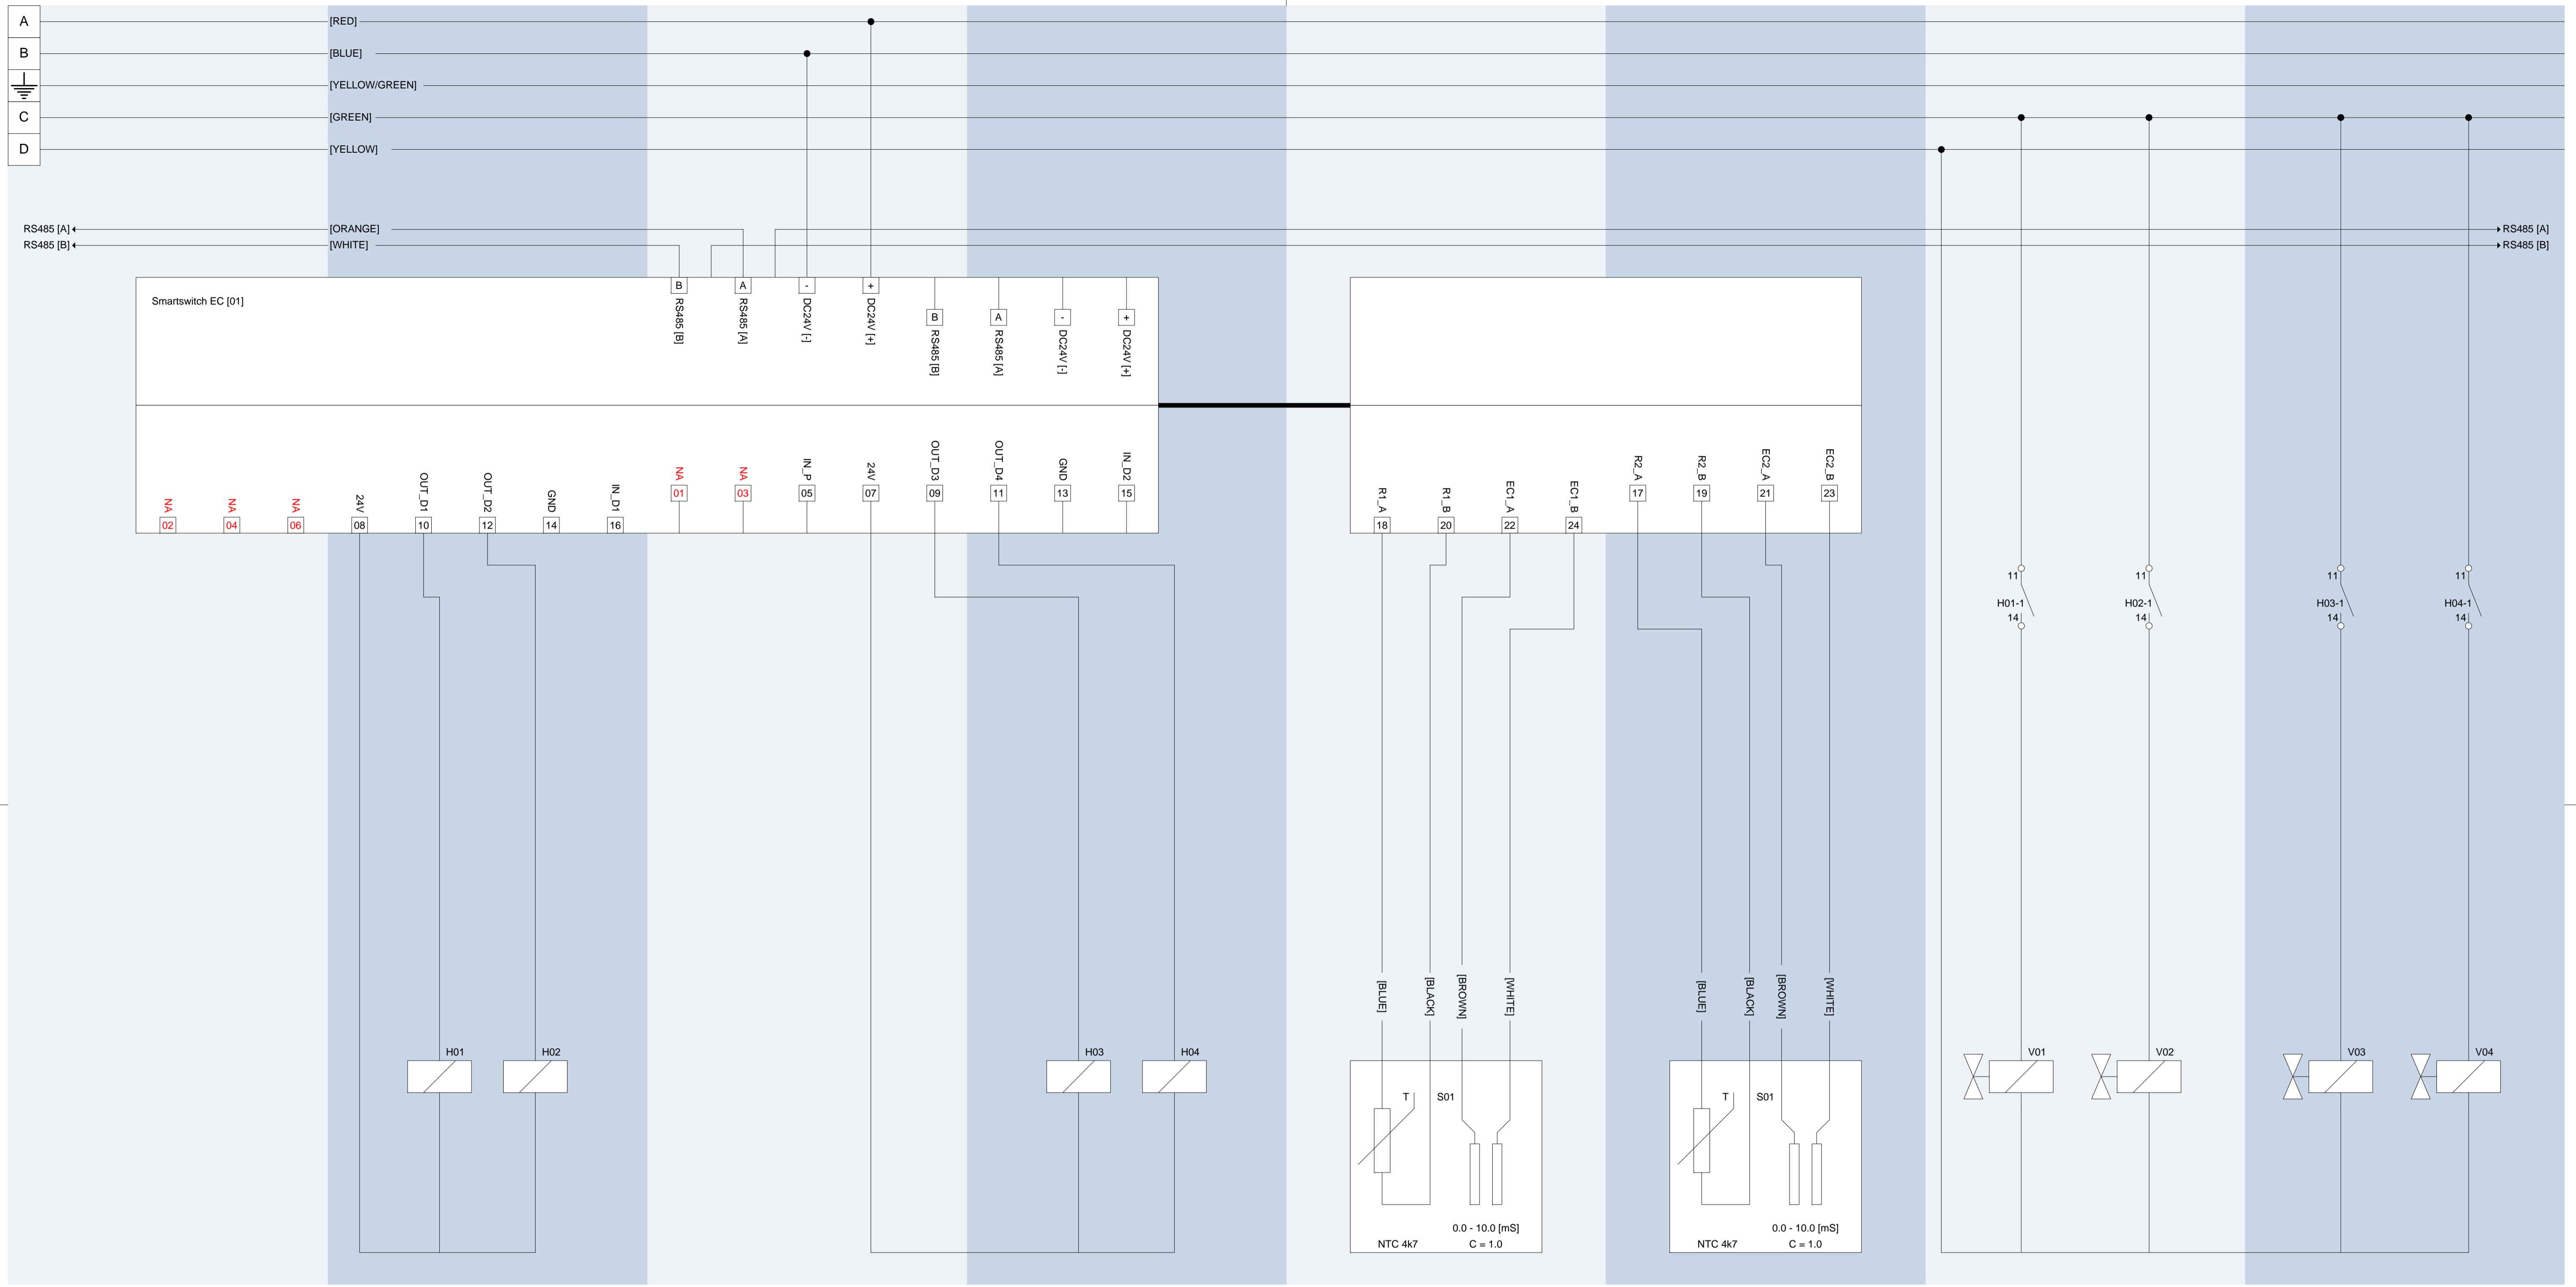 A [RED]
B [BLUE]
[YELLOW/GREEN]
C [GREEN]
D [YELLOW]
RS485 [A] [ORANGE] RS485 [A]
RS485 [B] [WHITE] RS485 [B]
Smartswitch EC [01]
B RS485 [B]
A RS485 [A]
- DC24V [-]
+ DC24V [+]
B RS485 [B]
A RS485 [A]
- DC24V [-]
+ DC24V [+]
NA 02
NA 04
NA 06
24V 08
OUT_D1 10
OUT_D2 12
GND 14
IN_D1 16
NA 01
NA 03
IN_P 05
24V 07
OUT_D3 09
OUT_D4 11
GND 13
IN_D2 15
R1_A 18
R1_B 20
EC1_A 22
EC1_B 24
R2_A 17
R2_B 19
EC2_A 21
EC2_B 23
11 11 11 11
H01-1 H02-1 H03-1 H04-1
14 14 14 14
[BLUE] [BLACK] [BROWN] [WHITE] [BLUE] [BLACK] [BROWN] [WHITE]
H01 H02 H03 H04 V01 V02 V03 V04
T S01 T S01
0.0 - 10.0 [mS] 0.0 - 10.0 [mS]
NTC 4k7 C = 1.0 NTC 4k7 C = 1.0